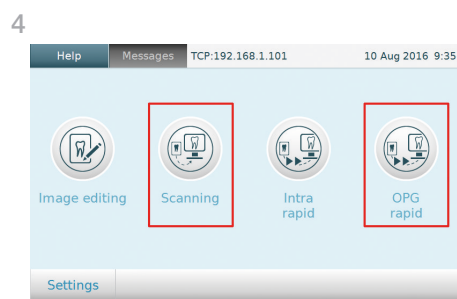 4
Help Messages TCP:192.168.1.101 10 Aug 2016 9:35
Image editing Scanning Intra rapid OPG rapid
Settings